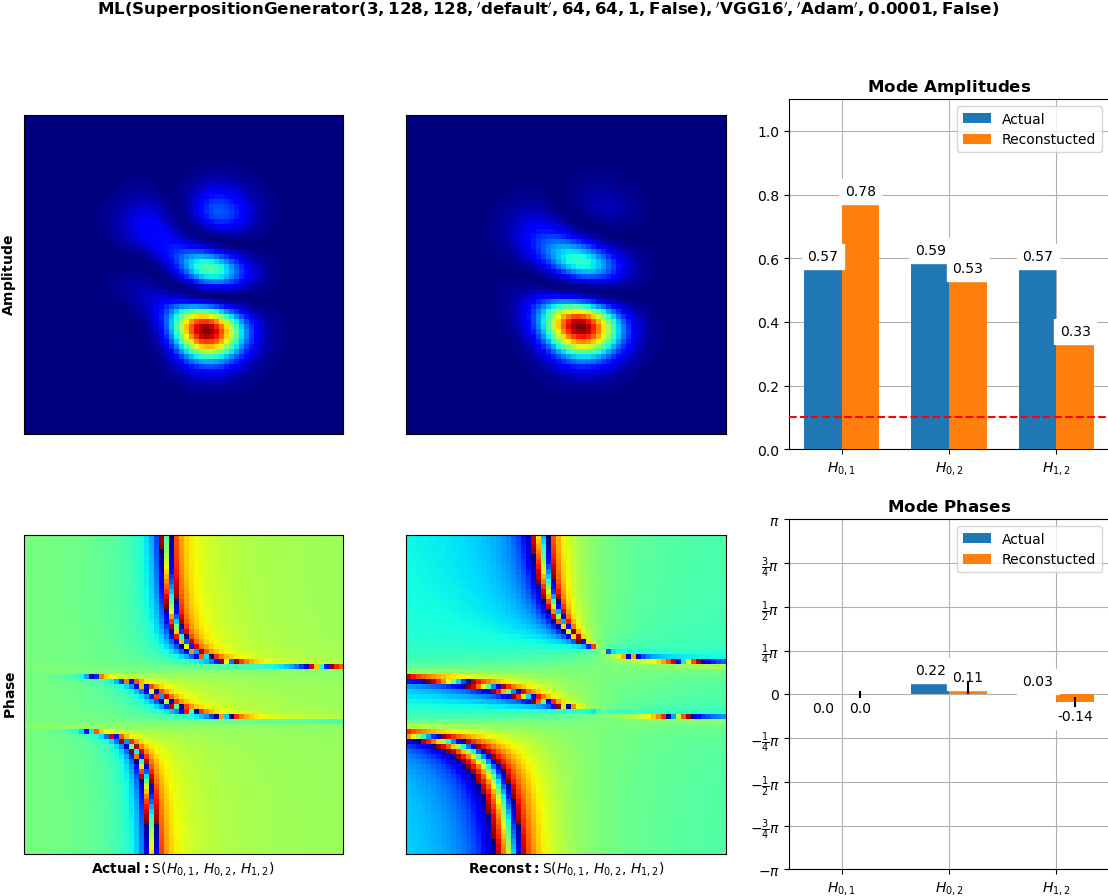 ML(SuperpositionGenerator(3, 128, 128, 'default', 64, 64, 1, False), 'VGG16', 'Adam', 0.0001, False)
Amplitude
Mode Amplitudes
Actual
Reconstucted
1.0
0.8
0.6
0.4
0.2
0.0
0.57
0.78
0.59
0.53
0.57
0.33
H0,1
H0,2
H1,2
Phase
Actual: S(H0,1, H0,2, H1,2)
Reconst: S(H0,1, H0,2, H1,2)
Mode Phases
Actual
Reconstucted
π
3/4π
1/2π
1/4π
0
−1/4π
−1/2π
−3/4π
−π
0.0
0.0
0.22
0.11
0.03
-0.14
H0,1
H0,2
H1,2